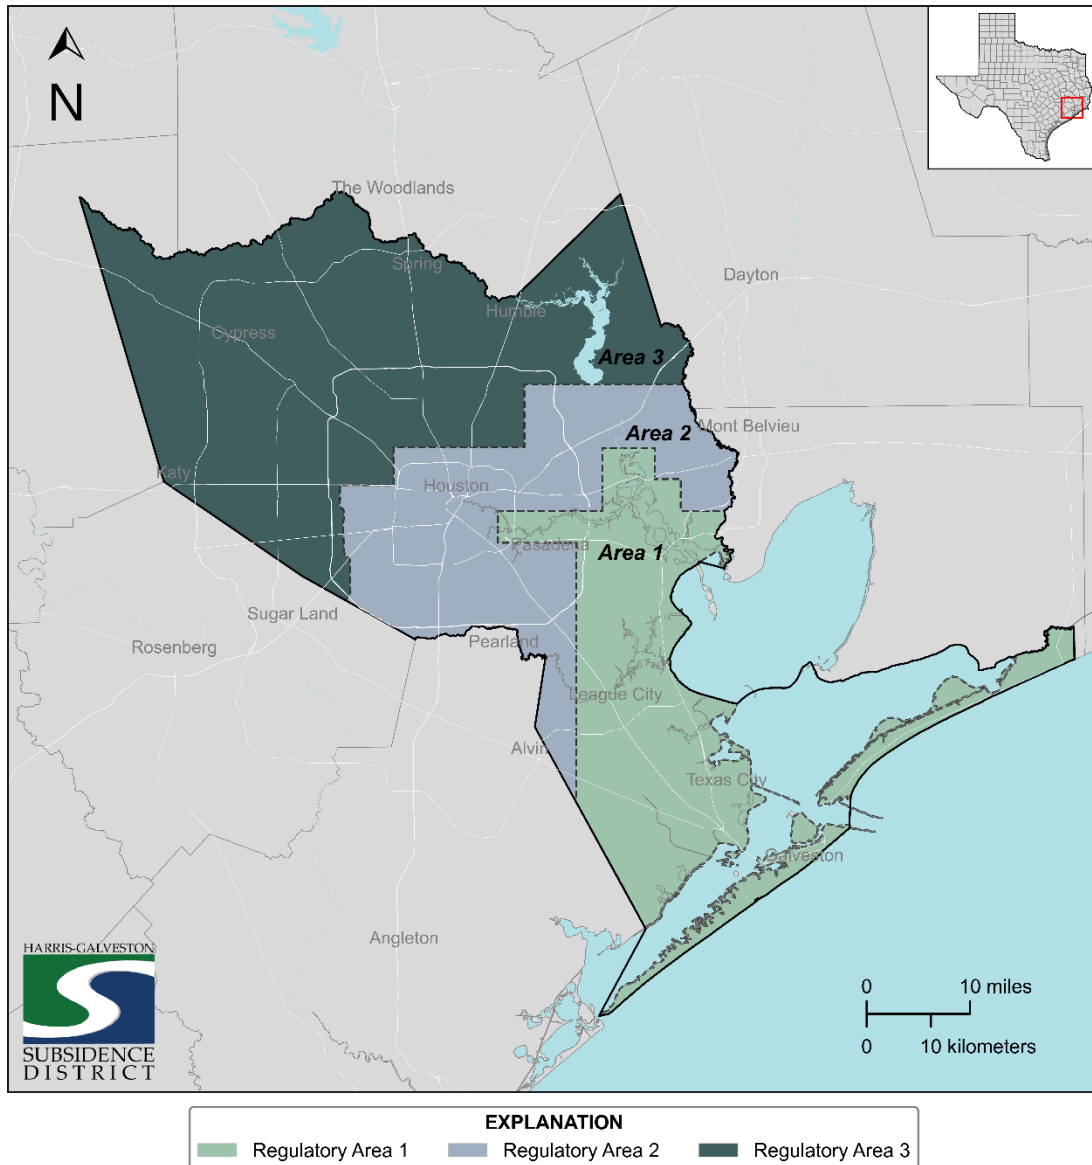 N
The Woodlands
Spring
Dayton
Humble
Cypress
Area 3
Area 2
Mont Belvieu
Katy
Houston
Pasadena
Area 1
Sugar Land
Rosenberg
Pearland
League City
Alvin
Texas City
Galveston
Angleton
HARRIS-GALVESTON
SUBSIDENCE
DISTRICT
0 10 miles
0 10 kilometers
EXPLANATION
Regulatory Area 1 Regulatory Area 2 Regulatory Area 3